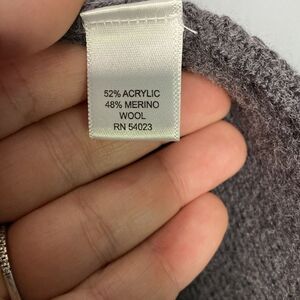 52% ACRYLIC
48% MERINO
WOOL
RN 54023